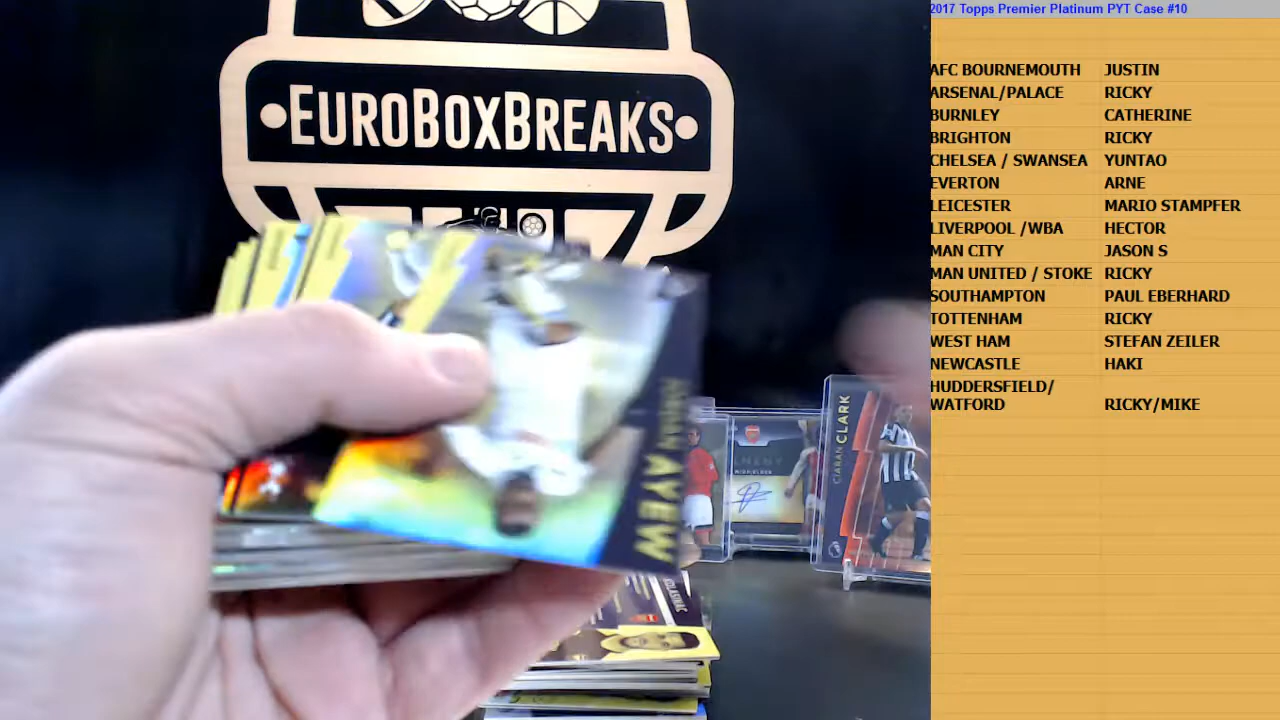 2017 Topps Premier Platinum PYT Case #10
EUROBOXBREAKS
AFC BOURNEMOUTH JUSTIN
ARSENAL/PALACE RICKY
BURNLEY CATHERINE
BRIGHTON RICKY
CHELSEA / SWANSEA YUNTAO
EVERTON ARNE
LEICESTER MARIO STAMPFER
LIVERPOOL /WBA HECTOR
MAN CITY JASON S
MAN UNITED / STOKE RICKY
SOUTHAMPTON PAUL EBERHARD
TOTTENHAM RICKY
WEST HAM STEFAN ZEILER
NEWCASTLE HAKI
HUDDERSFIELD/
WATFORD RICKY/MIKE
AYEW
CIARAN CLARK